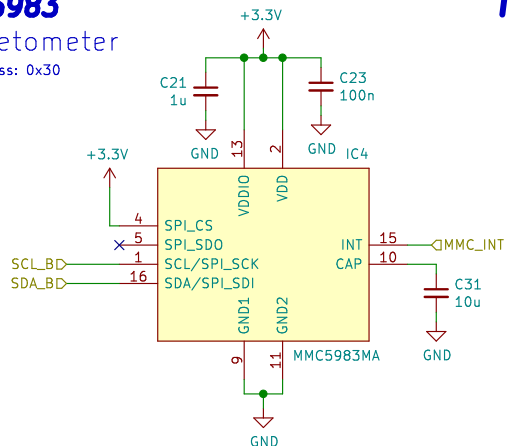 5983
etometer
ss: 0x30
+3.3V
C21
1u
C23
100n
GND
GND
IC4
+3.3V
13
2
VDDIO
VDD
4
SPI_CS
5
SPI_SDO
1
SCL/SPI_SCK
16
SDA/SPI_SDI
SCL_B
SDA_B
INT
15
MMC_INT
CAP
10
C31
10u
GND
GND1
GND2
9
11
MMC5983MA
GND